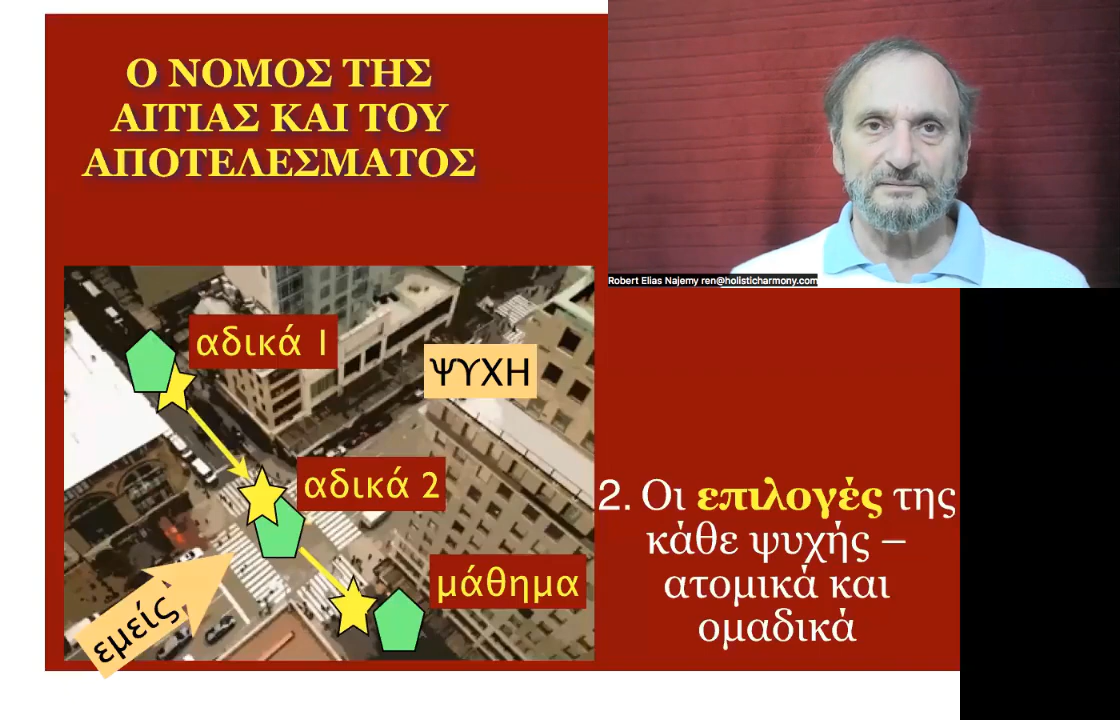 Ο ΝΟΜΟΣ ΤΗΣ
ΑΙΤΙΑΣ ΚΑΙ ΤΟΥ
ΑΠΟΤΕΛΕΣΜΑΤΟΣ
Robert Elias Najemy ren@holisticharmony.com
αδικά 1
ΨΥΧΗ
αδικά 2
μάθημα
εμείς
2. Οι επιλογές της
κάθε ψυχής –
ατομικά και
ομαδικά